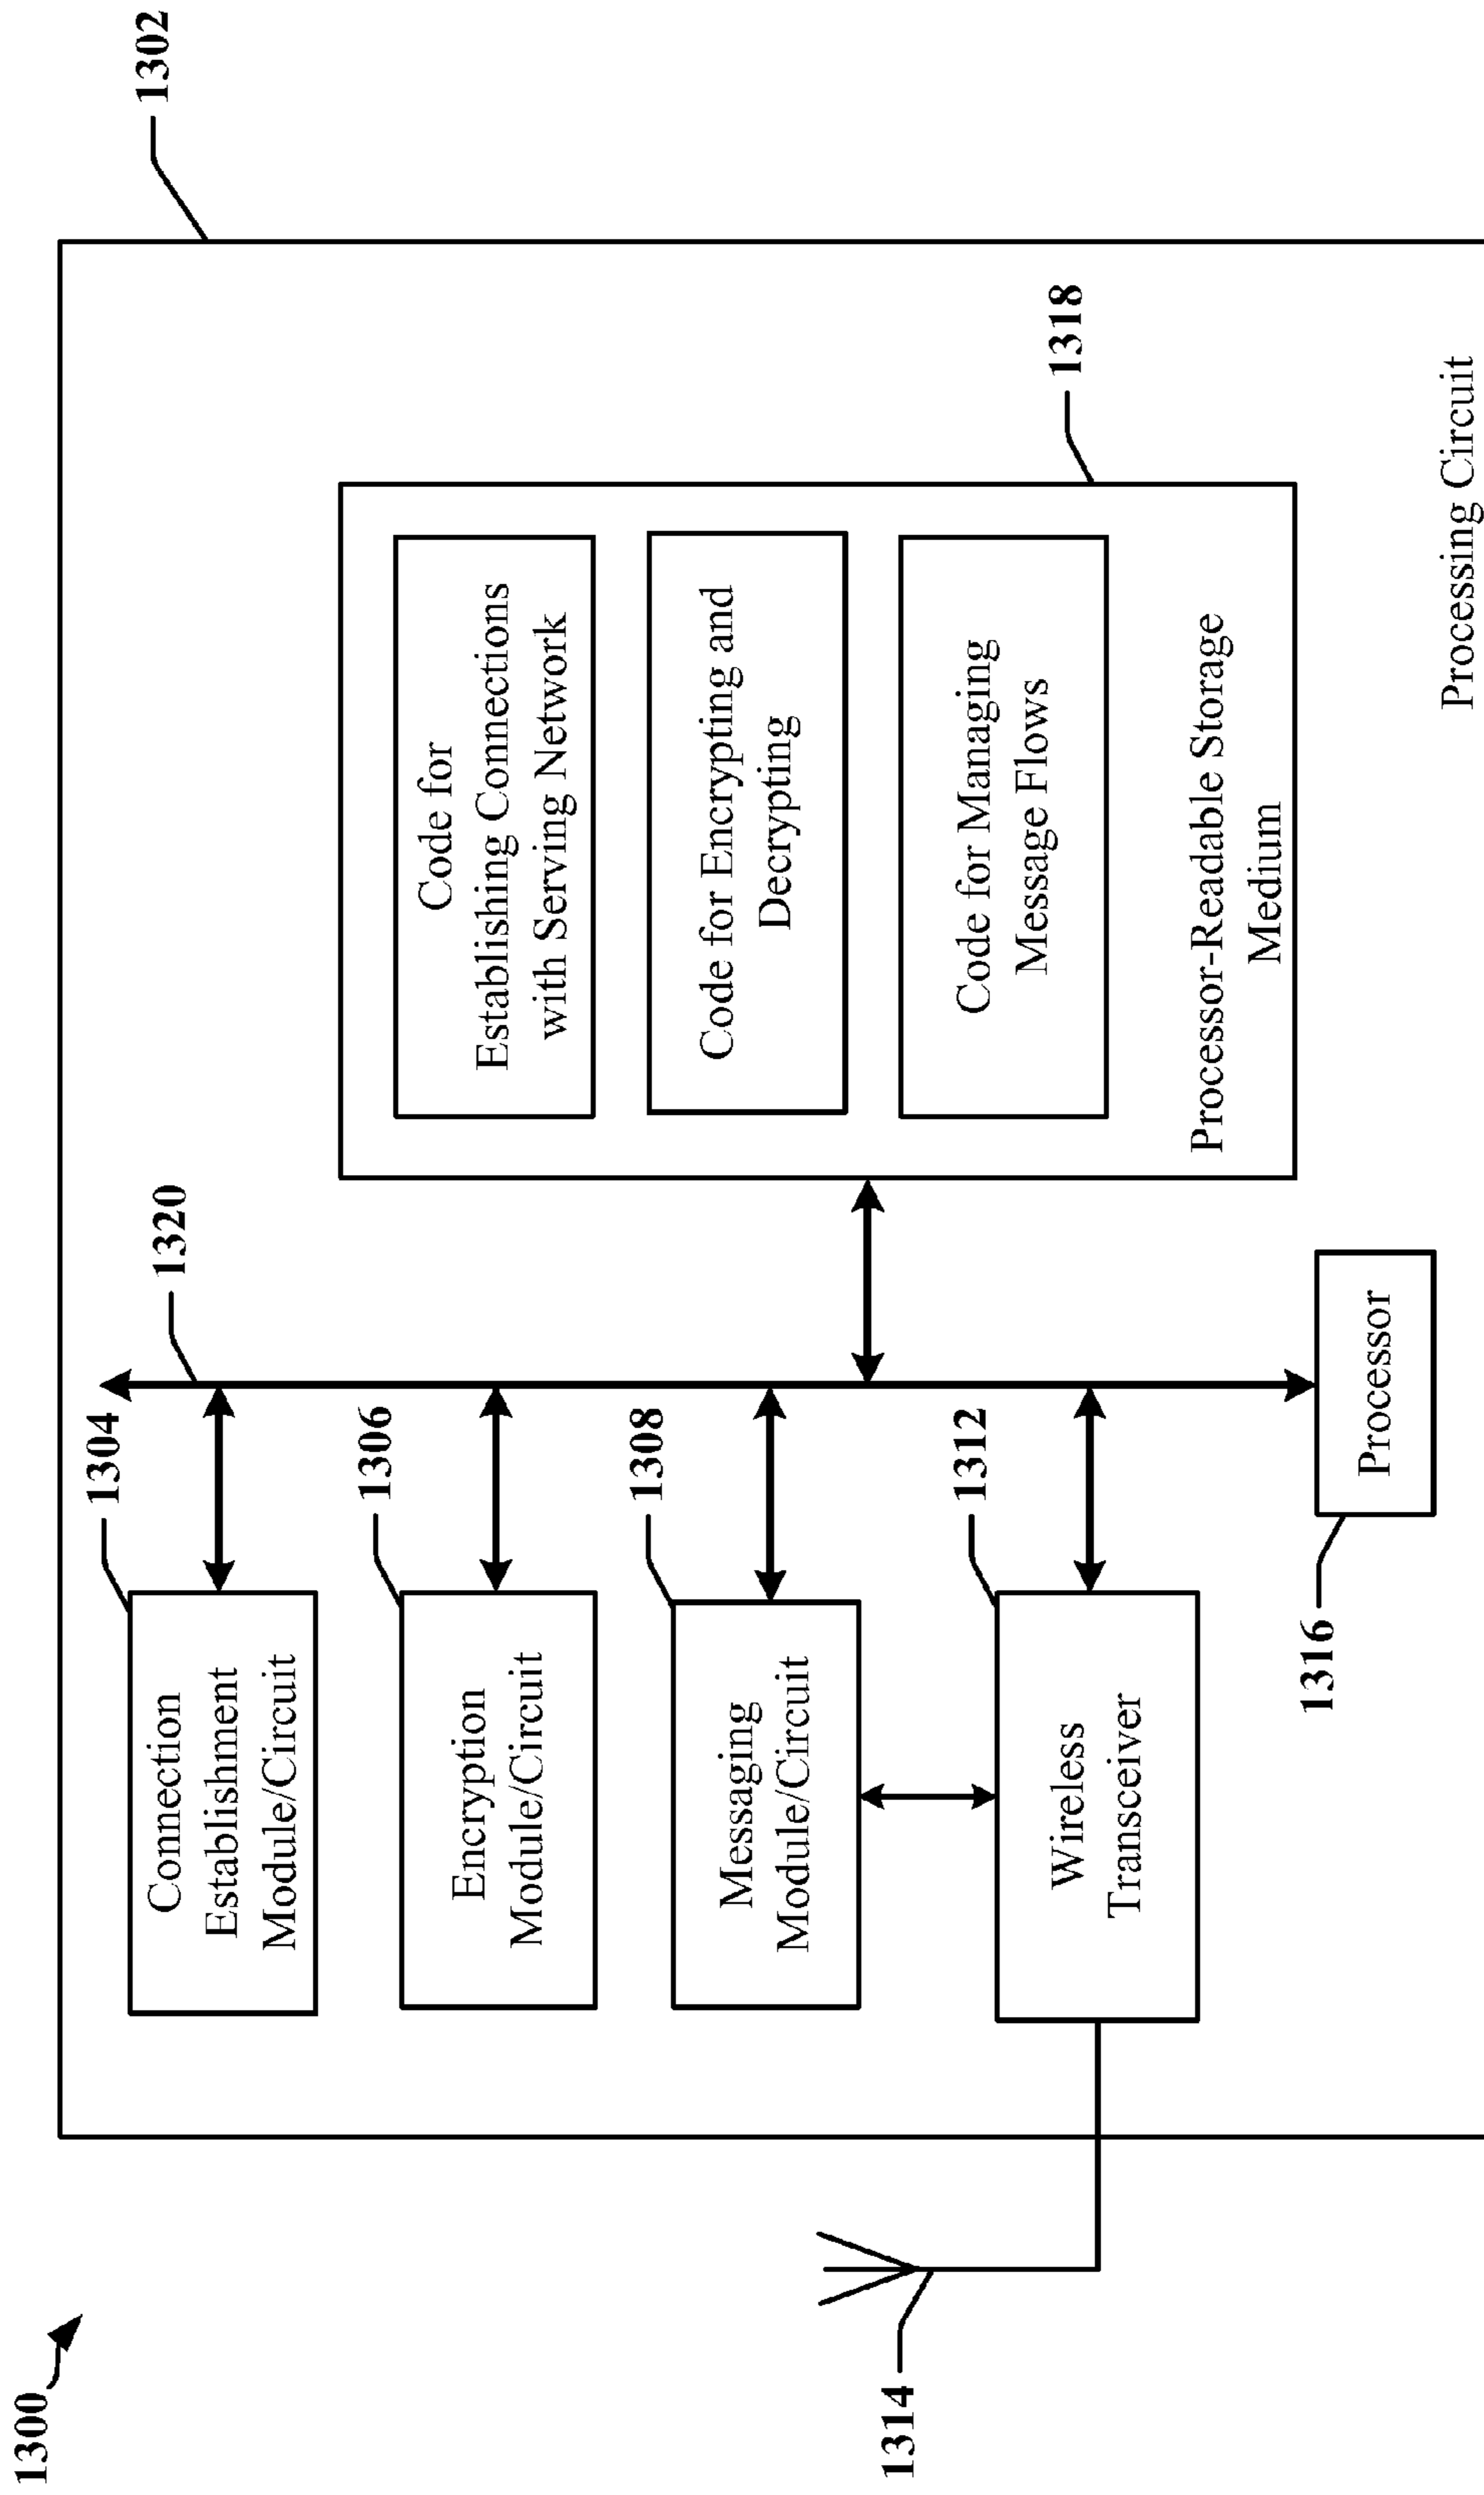 1300
1302
1320
1304
Connection
Establishment
Module/Circuit
1306
Encryption
Module/Circuit
1308
Messaging
Module/Circuit
1312
Wireless
Transceiver
1314
1316
Processor
Code for
Establishing Connections
with Serving Network
Code for Encrypting and
Decrypting
Code for Managing
Message Flows
Processor-Readable Storage
Medium
1318
Processing Circuit